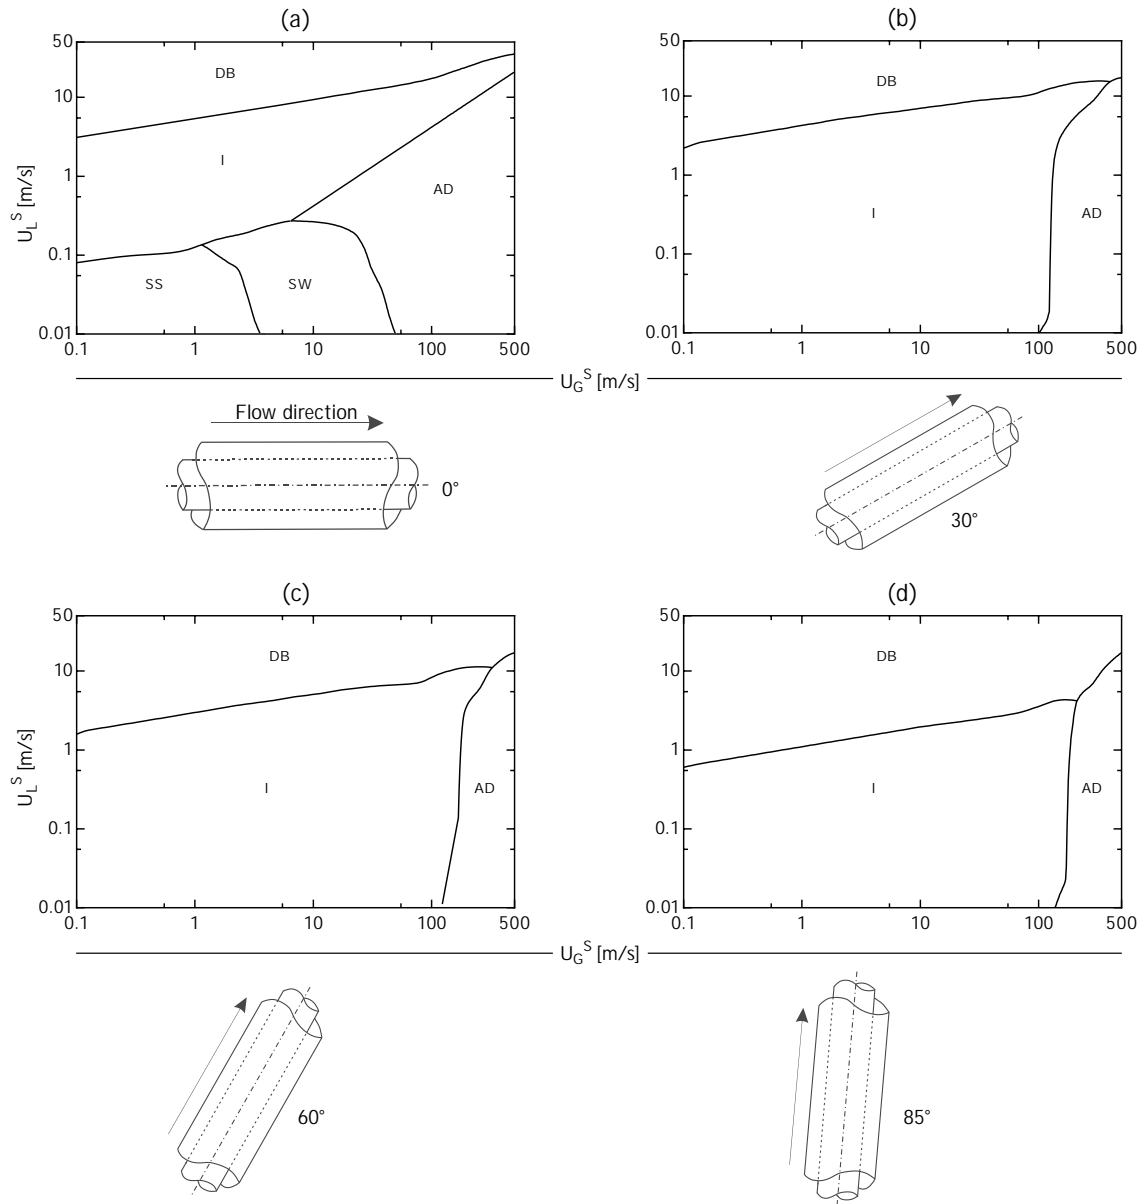 (a)
(b)
50
10
1
0.1
0.01
U_L^S [m/s]
DB
I
AD
SS
SW
0.1
1
10
100
500
50
10
1
0.1
0.01
DB
I
AD
0.1
1
10
100
500
U_G^S [m/s]
Flow direction
0°
30°
(c)
(d)
50
10
1
0.1
0.01
U_L^S [m/s]
DB
I
AD
0.1
1
10
100
500
50
10
1
0.1
0.01
DB
I
AD
0.1
1
10
100
500
U_G^S [m/s]
60°
85°